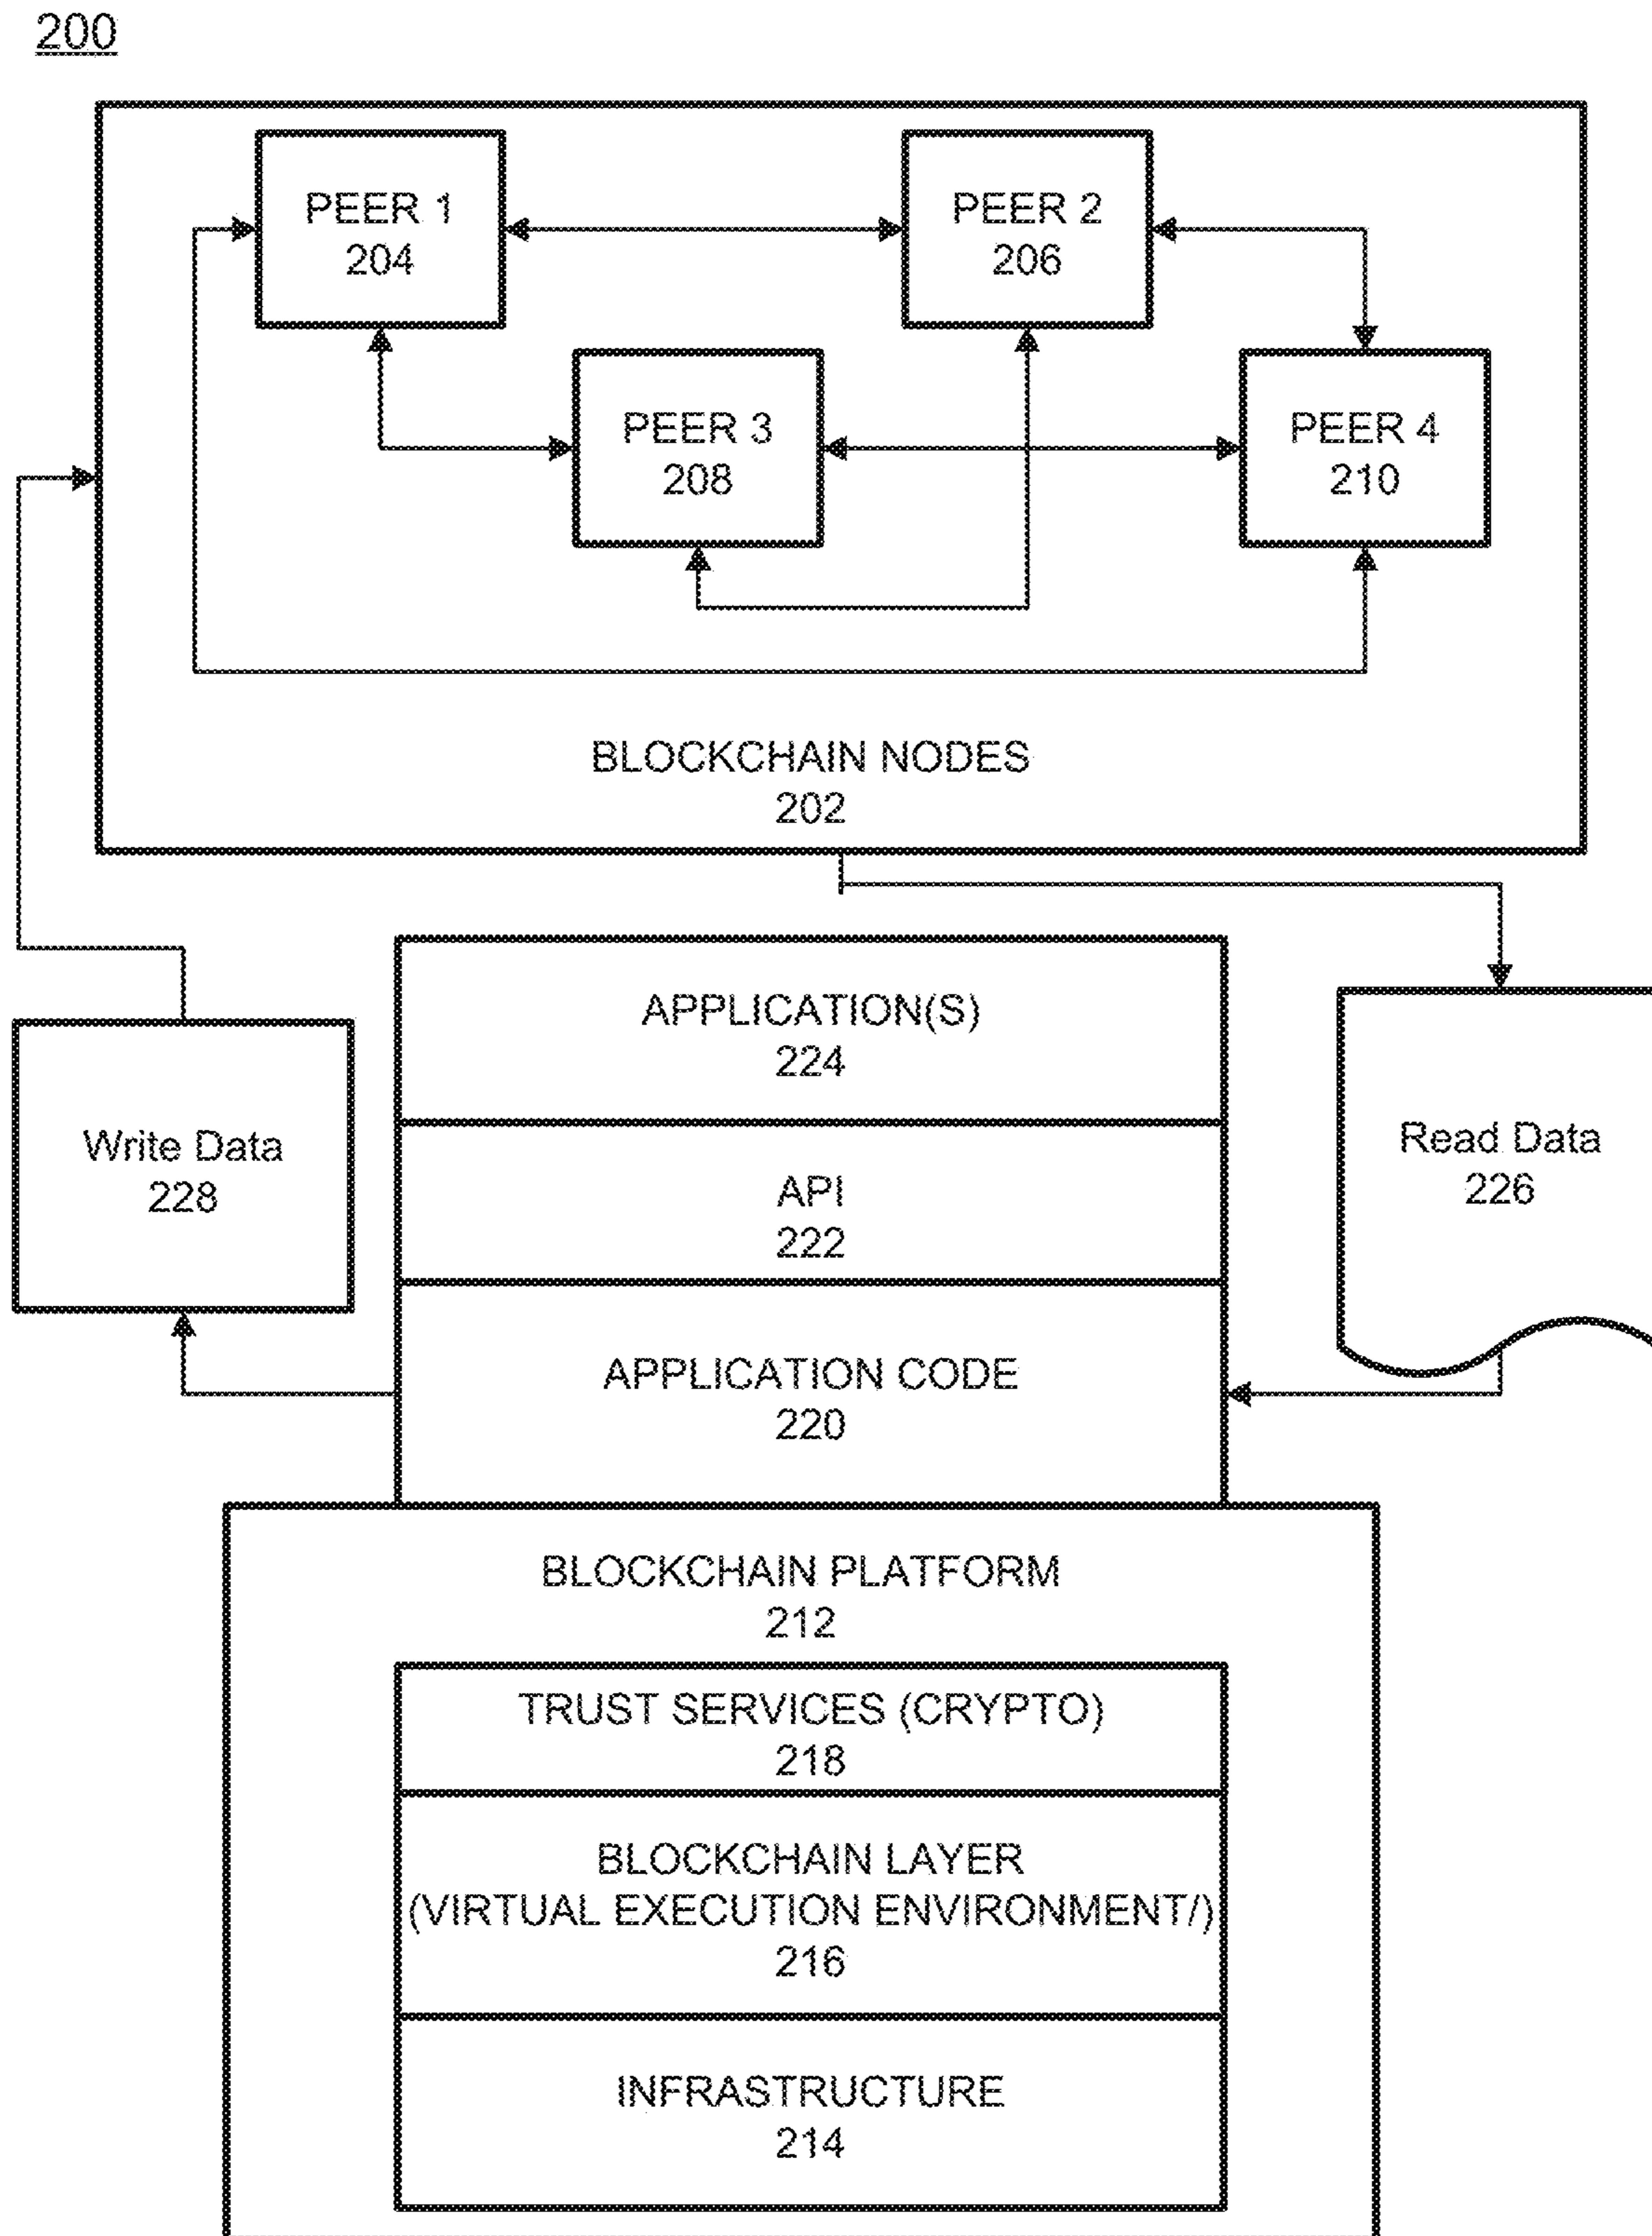 200
PEER 1
204
PEER 2
206
PEER 3
208
PEER 4
210
BLOCKCHAIN NODES
202
APPLICATION(S)
224
Write Data
228
API
222
Read Data
226
APPLICATION CODE
220
BLOCKCHAIN PLATFORM
212
TRUST SERVICES (CRYPTO)
218
BLOCKCHAIN LAYER
(VIRTUAL EXECUTION ENVIRONMENT/)
216
INFRASTRUCTURE
214